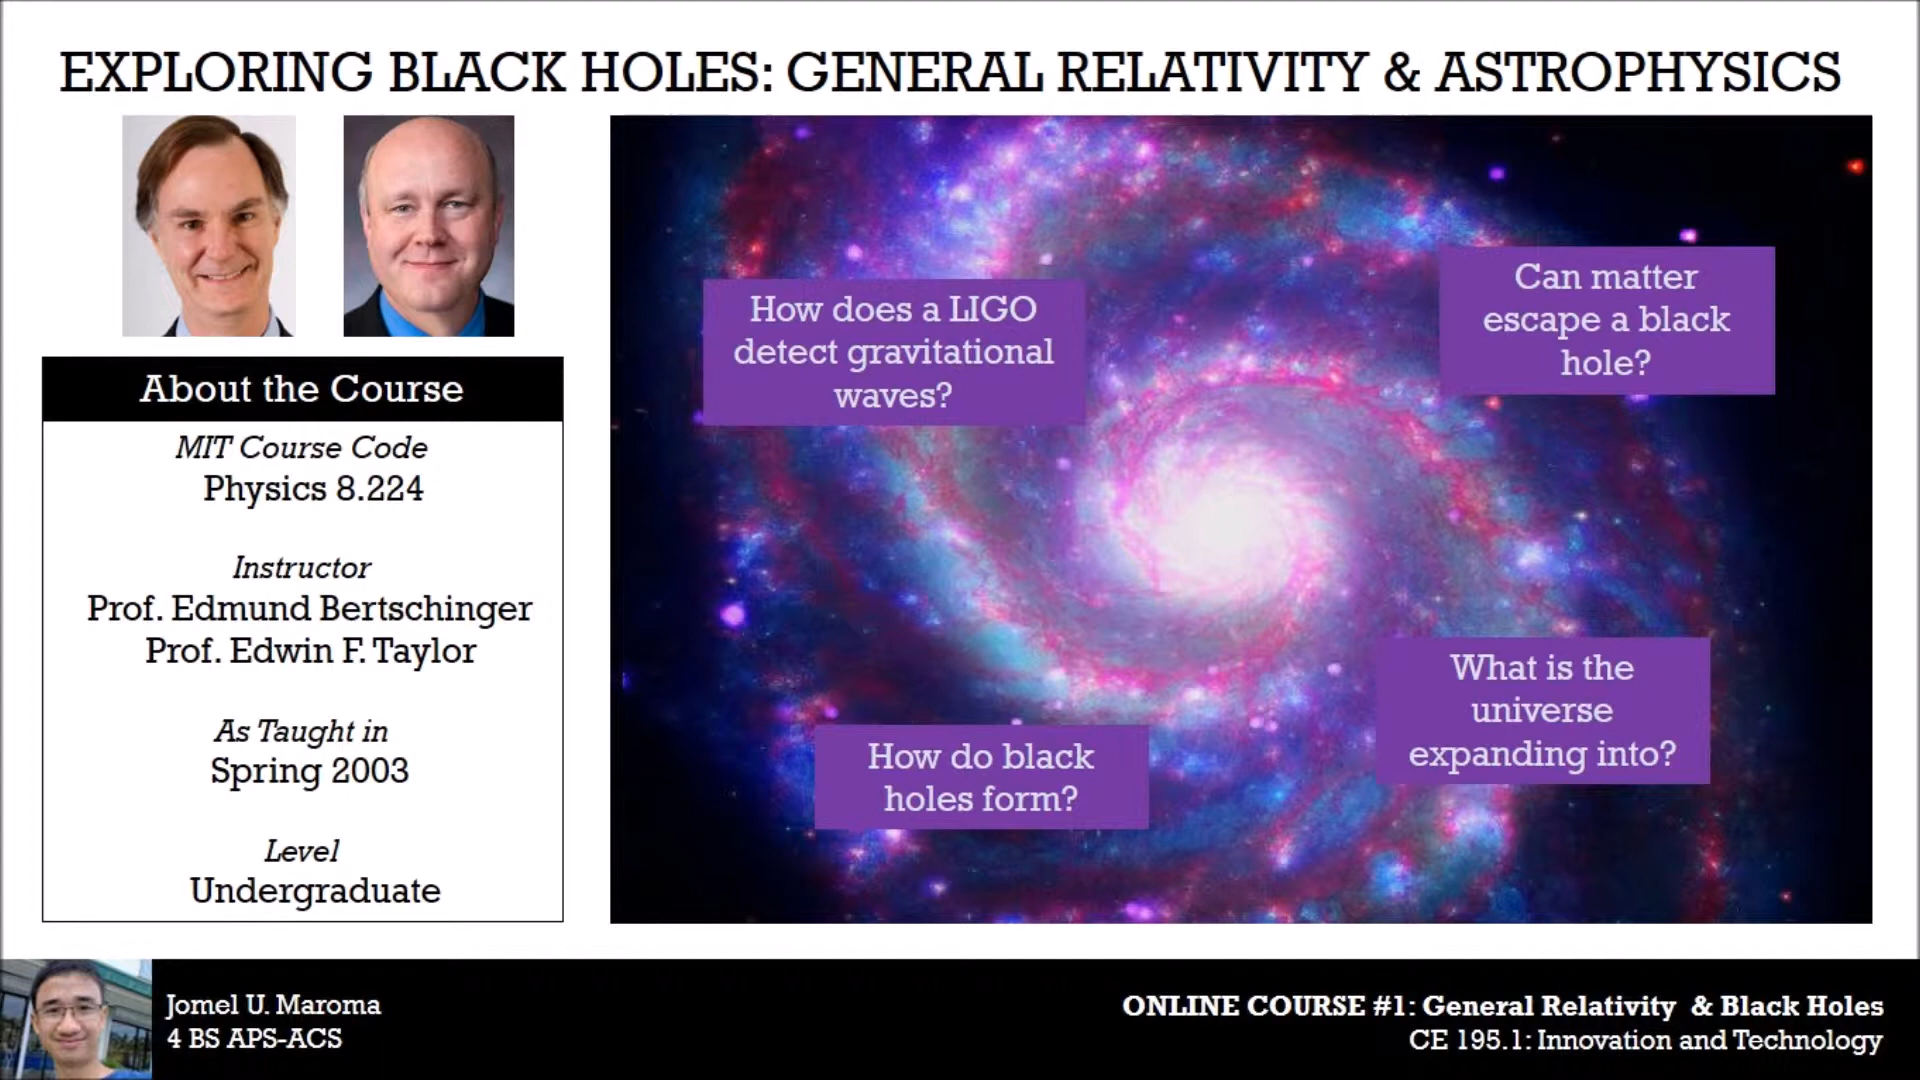 EXPLORING BLACK HOLES: GENERAL RELATIVITY & ASTROPHYSICS
About the Course
MIT Course Code
Physics 8.224
Instructor
Prof. Edmund Bertschinger
Prof. Edwin F. Taylor
As Taught in
Spring 2003
Level
Undergraduate
How does a LIGO
detect gravitational
waves?
Can matter
escape a black
hole?
How do black
holes form?
What is the
universe
expanding into?
Jomel U. Maroma
4 BS APS-ACS
ONLINE COURSE #1: General Relativity & Black Holes
CE 195.1: Innovation and Technology